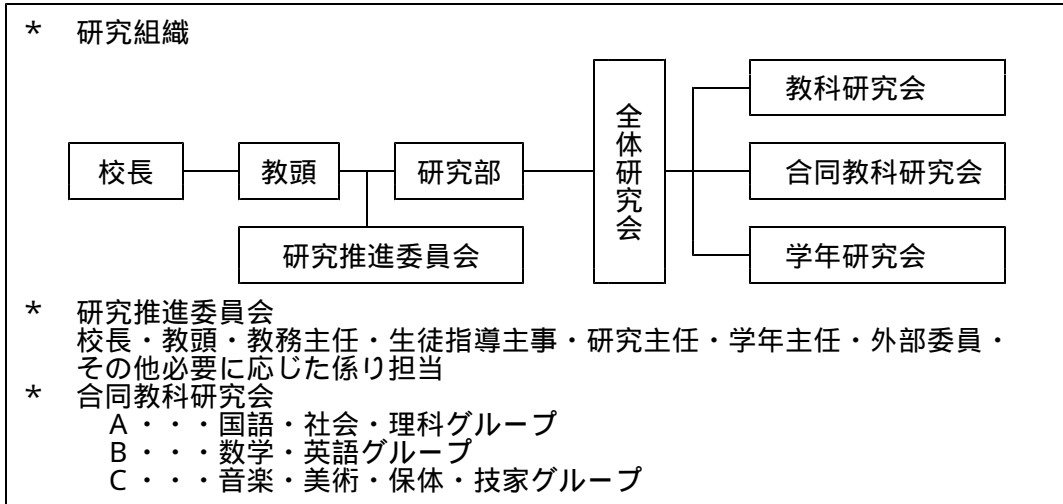 * 研究組織
教科研究会
校長
教頭
研究部
全体研究会
合同教科研究会
研究推進委員会
学年研究会
* 研究推進委員会
校長・教頭・教務主任・生徒指導主事・研究主任・学年主任・外部委員・
その他必要に応じた係り担当
* 合同教科研究会
A・・・国語・社会・理科グループ
B・・・数学・英語グループ
C・・・音楽・美術・保体・技家グループ